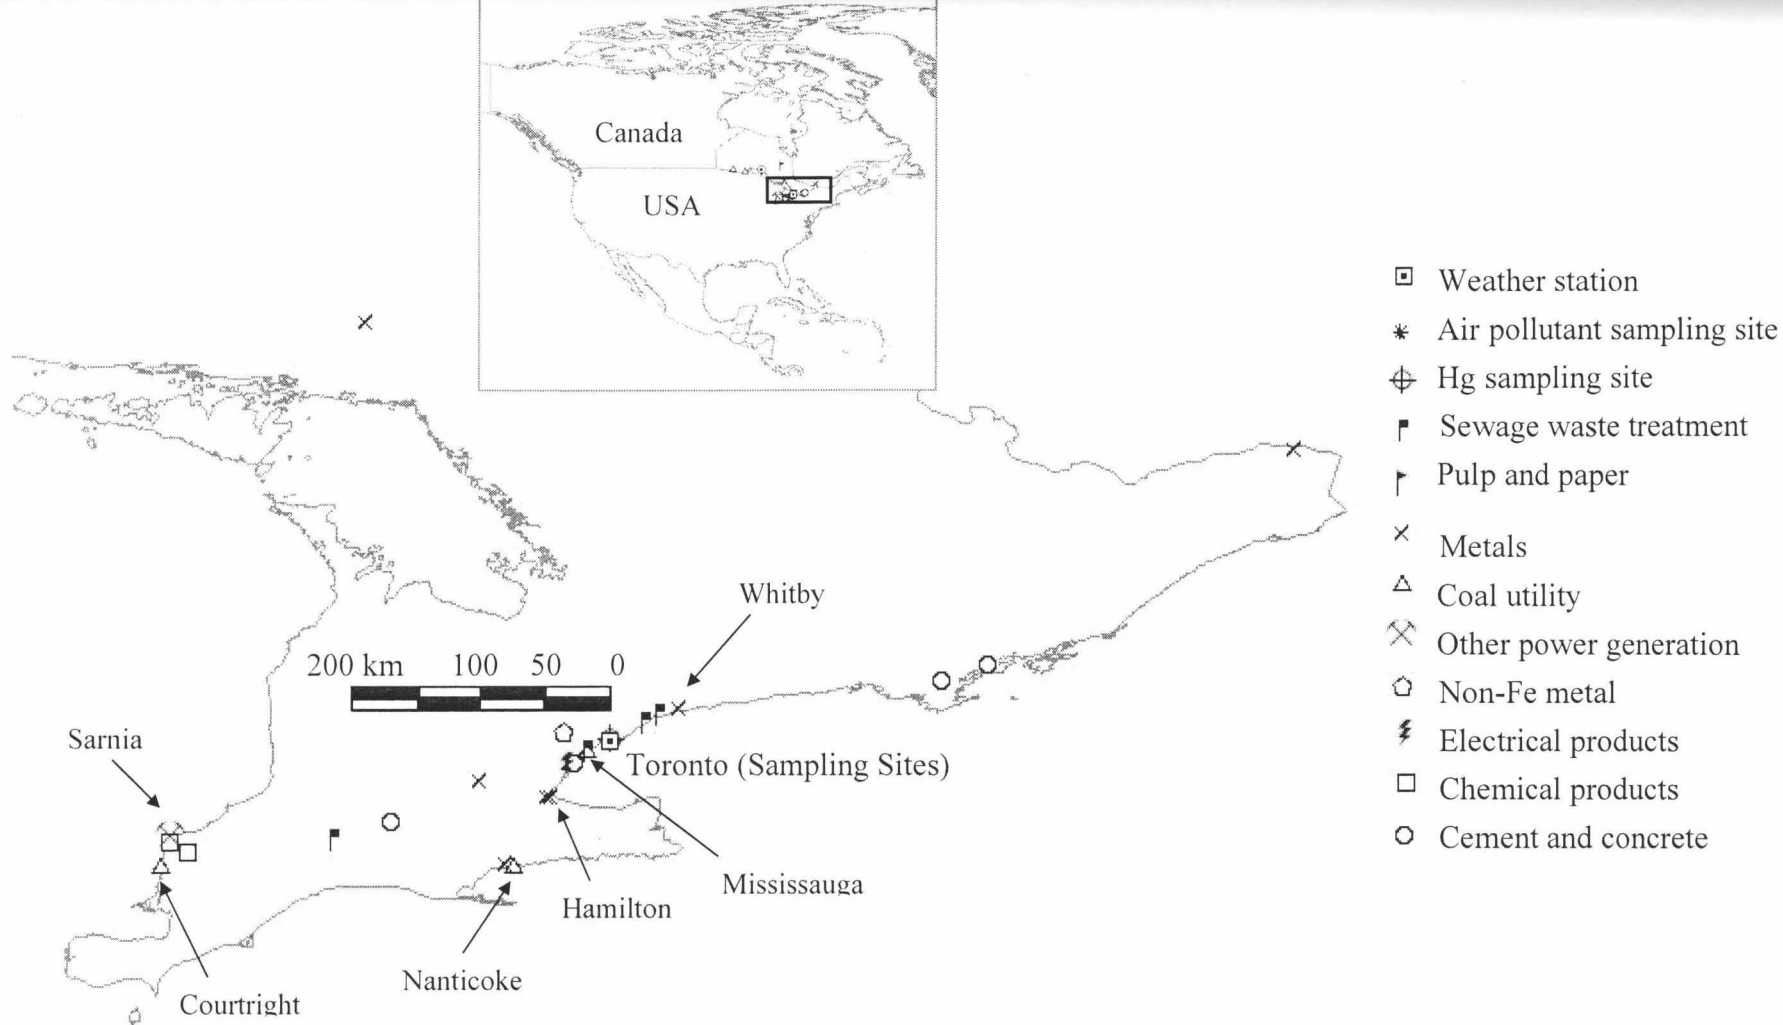 Canada
USA
Weather station
Air pollutant sampling site
Hg sampling site
Sewage waste treatment
Pulp and paper
Metals
Coal utility
Other power generation
Non-Fe metal
Electrical products
Chemical products
Cement and concrete
Whitby
200 km 100 50 0
Sarnia
Toronto (Sampling Sites)
Mississauga
Hamilton
Nanticoke
Courtright